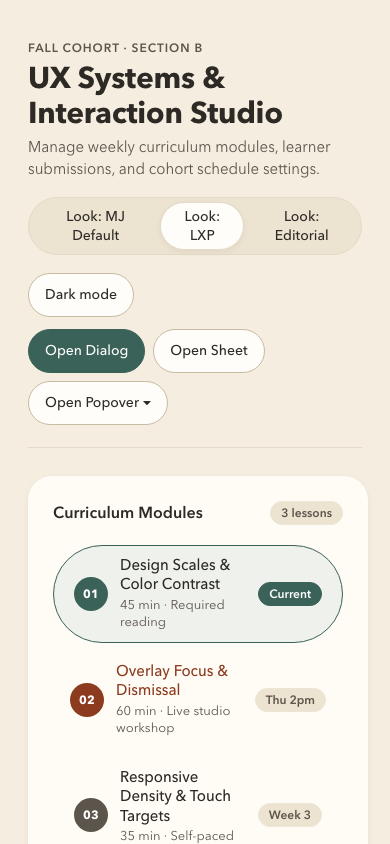 FALL COHORT · SECTION B
UX Systems &
Interaction Studio
Manage weekly curriculum modules, learner
submissions, and cohort schedule settings.
Look: MJ
Default
Look:
LXP
Look:
Editorial
Dark mode
Open Dialog
Open Sheet
Open Popover
Curriculum Modules
3 lessons
01
Design Scales &
Color Contrast
45 min · Required
reading
Current
02
Overlay Focus &
Dismissal
60 min · Live studio
workshop
Thu 2pm
03
Responsive
Density & Touch
Targets
35 min · Self-paced
Week 3